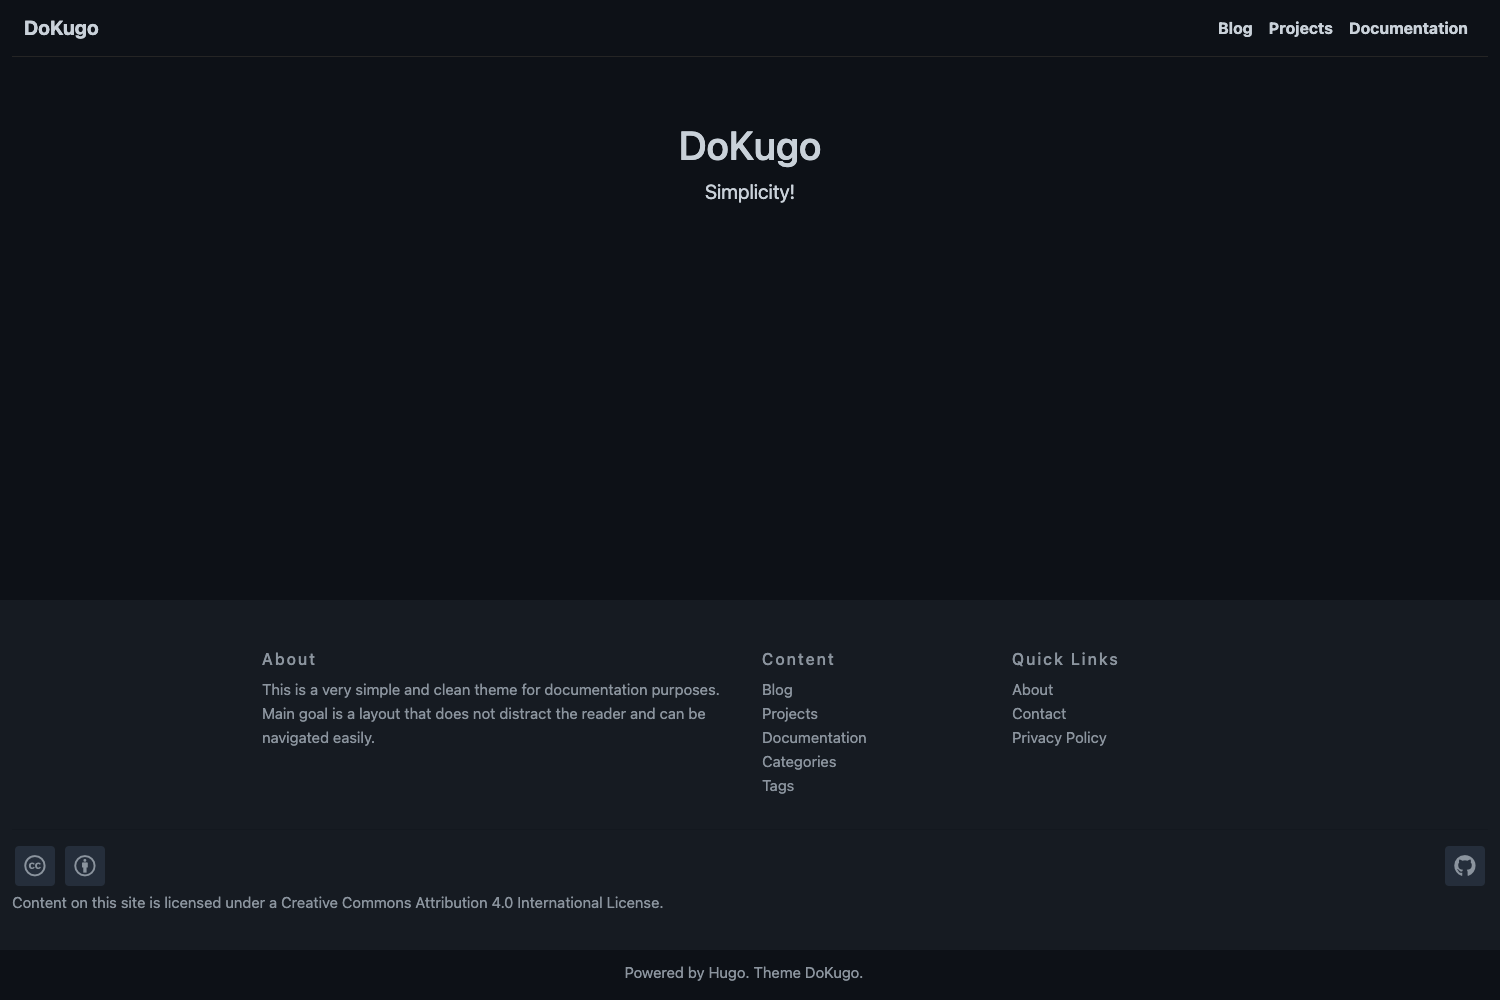 DoKugo
Blog Projects Documentation
DoKugo
Simplicity!
About
This is a very simple and clean theme for documentation purposes.
Main goal is a layout that does not distract the reader and can be
navigated easily.
Content
Blog
Projects
Documentation
Categories
Tags
Quick Links
About
Contact
Privacy Policy
cc
Content on this site is licensed under a Creative Commons Attribution 4.0 International License.
Powered by Hugo. Theme DoKugo.